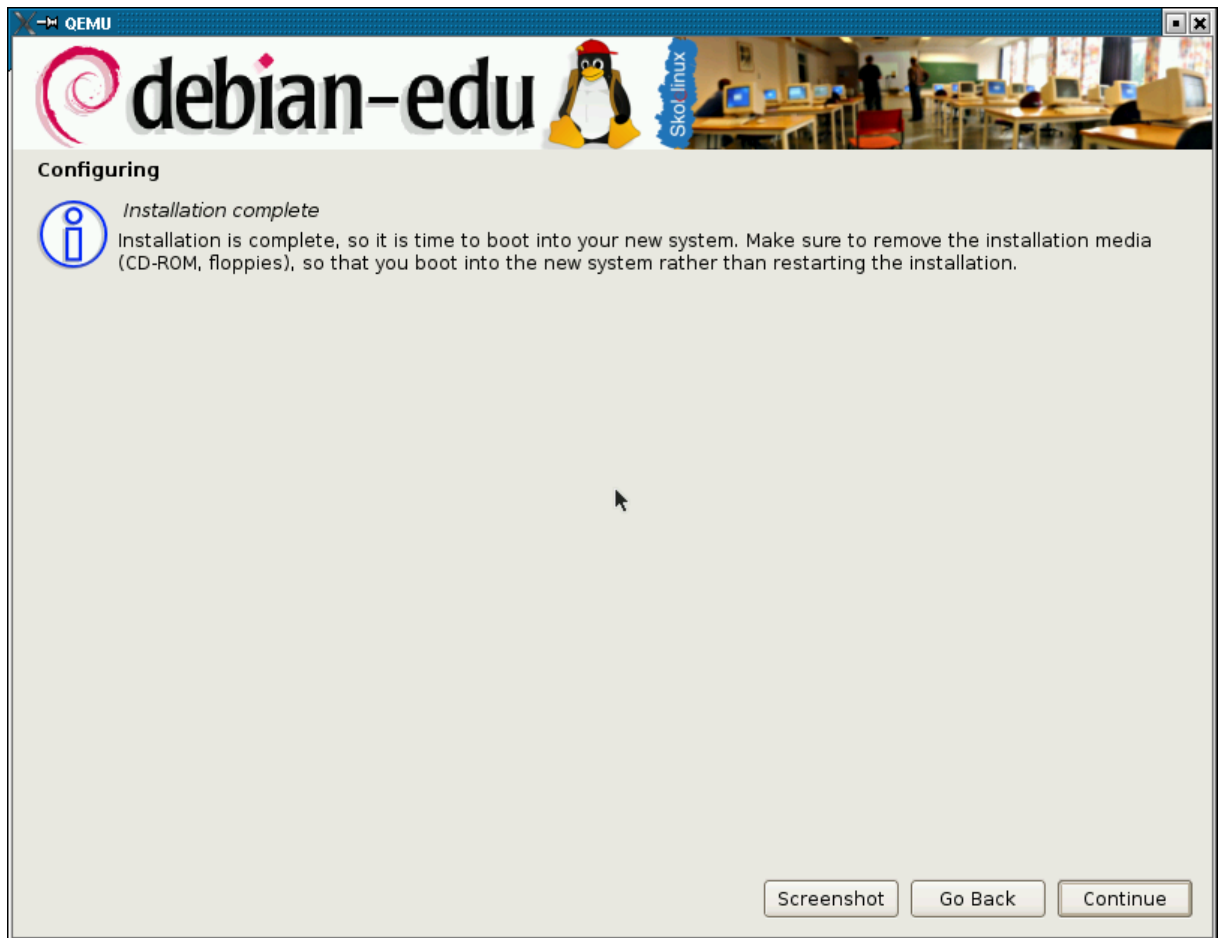 QEMU
debian-edu
Skolelinux
Configuring
Installation complete
Installation is complete, so it is time to boot into your new system. Make sure to remove the installation media
(CD-ROM, floppies), so that you boot into the new system rather than restarting the installation.
Screenshot
Go Back
Continue